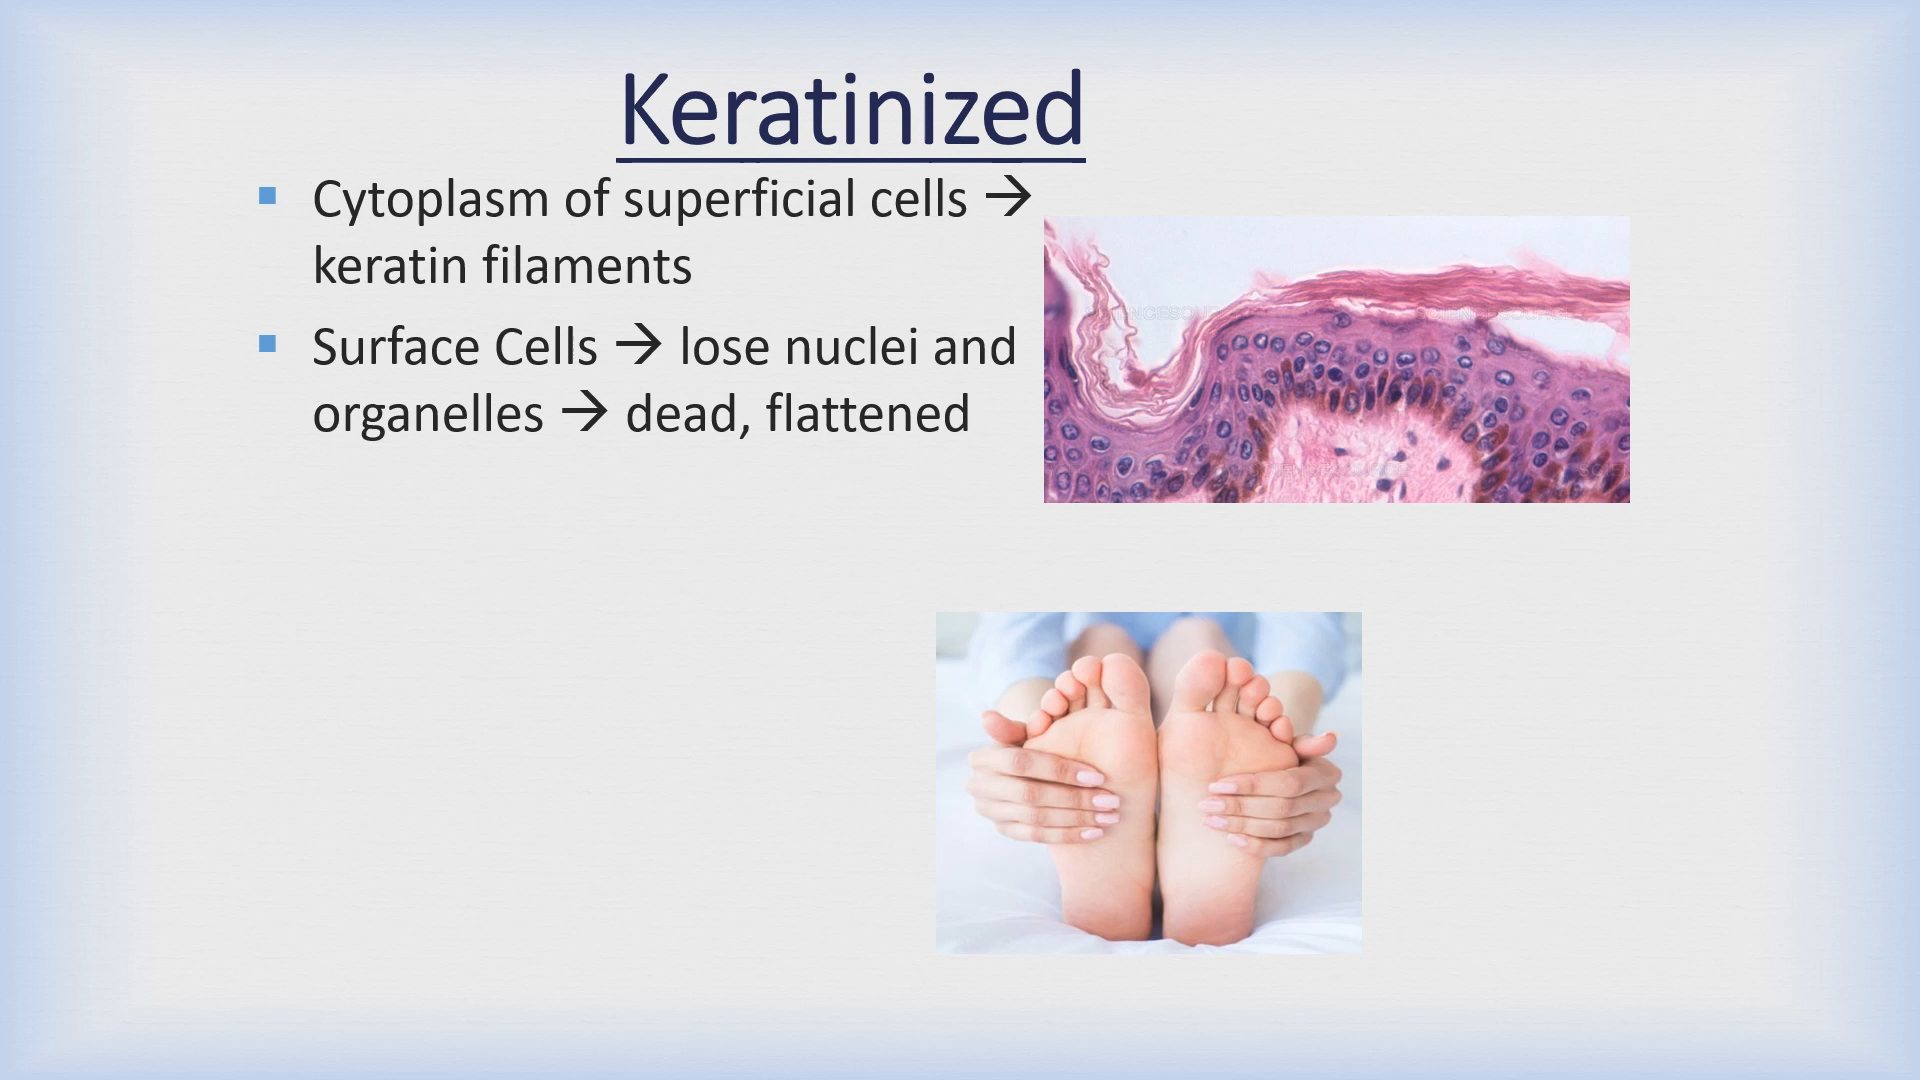 Keratinized
▪ Cytoplasm of superficial cells →
keratin filaments
▪ Surface Cells → lose nuclei and
organelles → dead, flattened